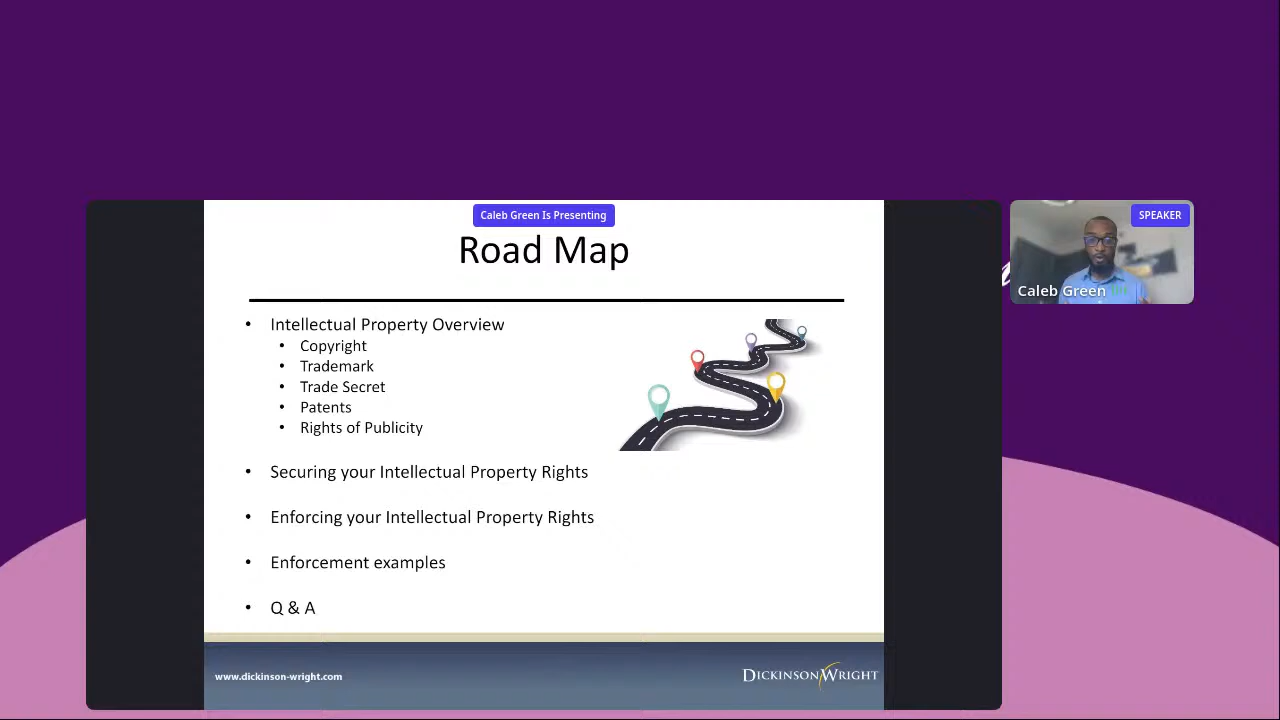 Caleb Green Is Presenting
Road Map
SPEAKER
Caleb Green
• Intellectual Property Overview
• Copyright
• Trademark
• Trade Secret
• Patents
• Rights of Publicity
• Securing your Intellectual Property Rights
• Enforcing your Intellectual Property Rights
• Enforcement examples
• Q & A
www.dickinson-wright.com
DICKINSON WRIGHT